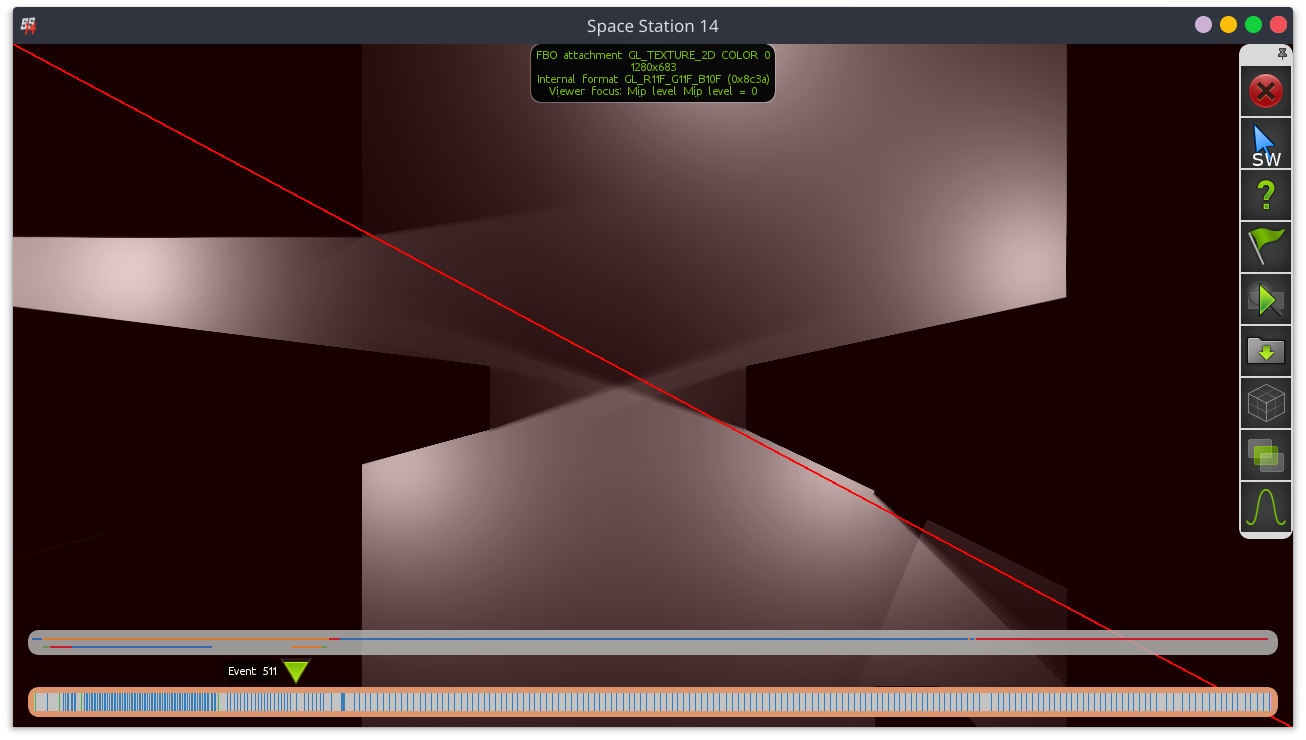 Space Station 14
FBO attachment GL_TEXTURE_2D COLOR 0
1280x683
Internal format GL_R11F_G11F_B10F (0x8c3a)
Viewer focus: Mip level Mip level = 0
SW
?
Event 511